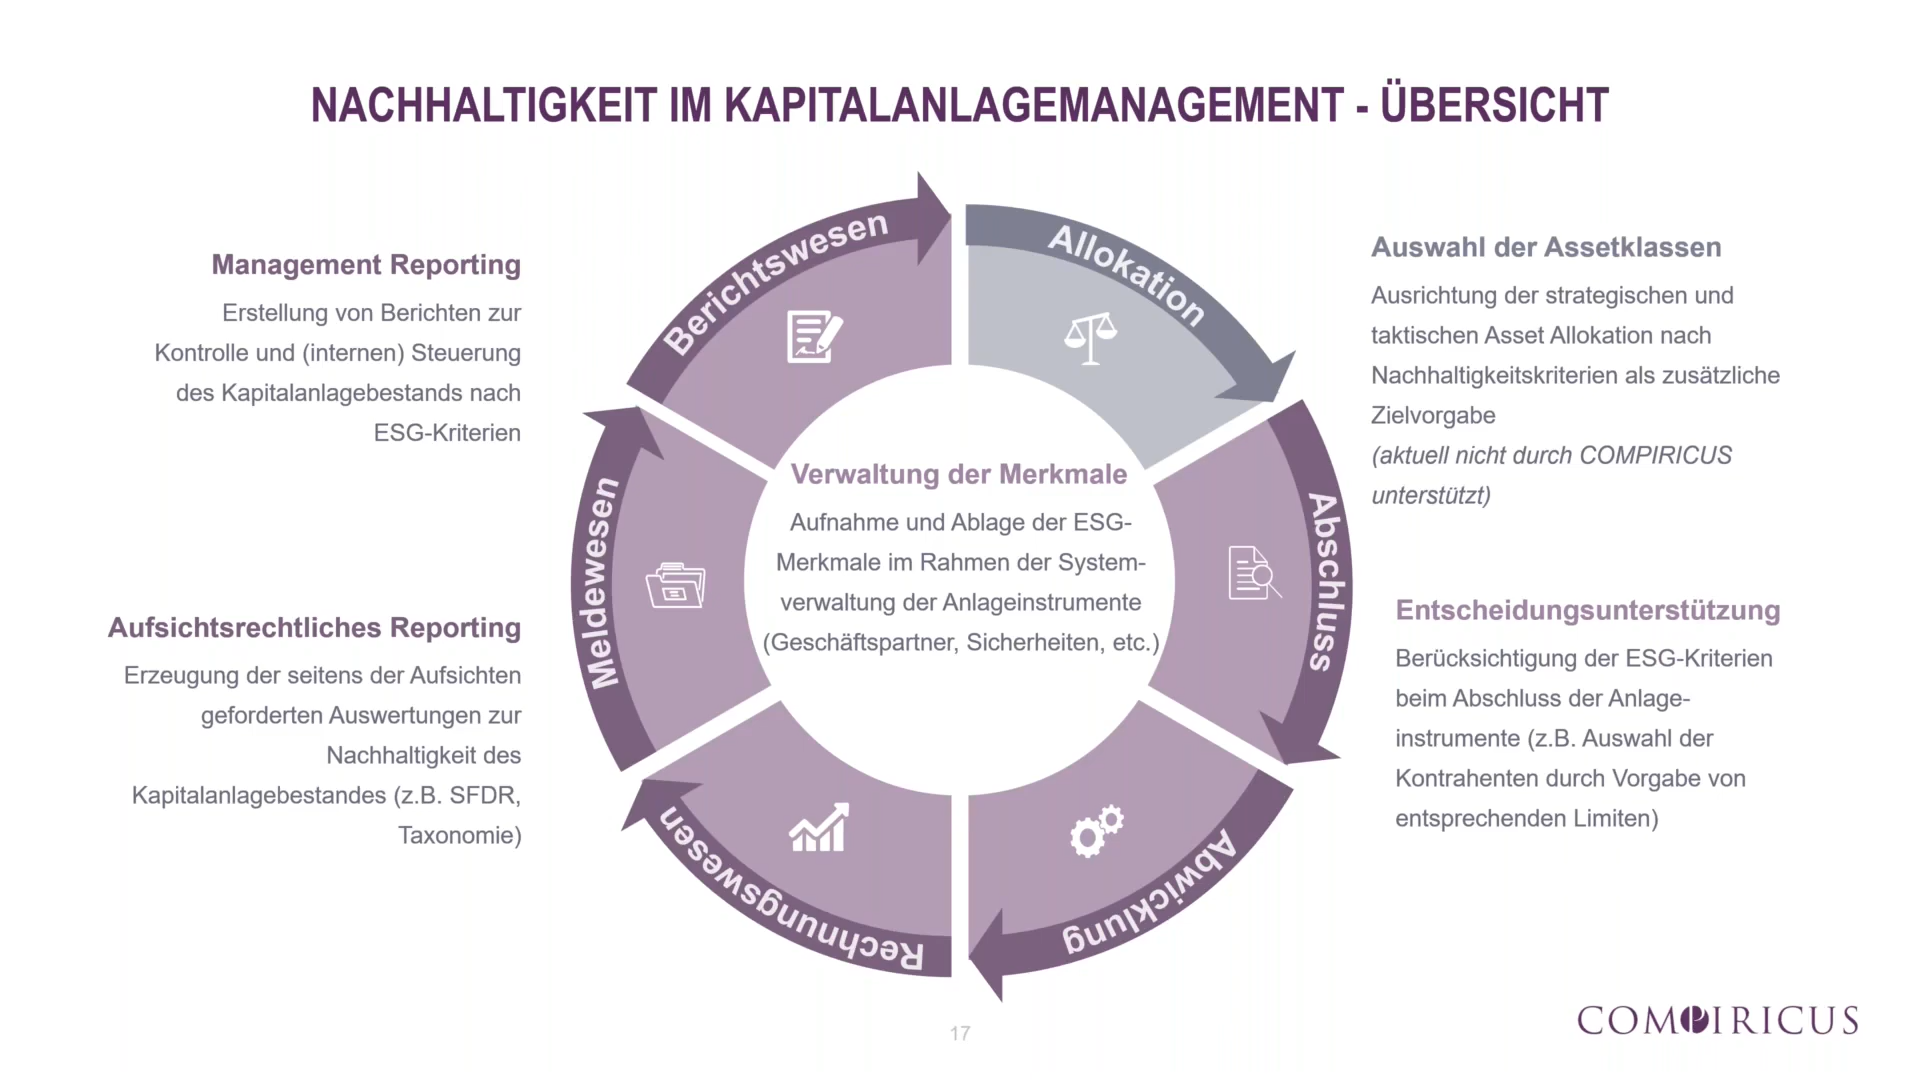 NACHHALTIGKEIT IM KAPITALANLAGEMANAGEMENT - ÜBERSICHT
Management Reporting
Erstellung von Berichten zur
Kontrolle und (internen) Steuerung
des Kapitalanlagebestands nach
ESG-Kriterien
Aufsichtsrechtliches Reporting
Erzeugung der seitens der Aufsichten
geforderten Auswertungen zur
Nachhaltigkeit des
Kapitalanlagebestandes (z.B. SFDR,
Taxonomie)
Berichtswesen
Allokation
Abschluss
Abwicklung
Rechnungswesen
Meldewesen
Verwaltung der Merkmale
Aufnahme und Ablage der ESG-
Merkmale im Rahmen der System-
verwaltung der Anlageinstrumente
(Geschäftspartner, Sicherheiten, etc.)
Auswahl der Assetklassen
Ausrichtung der strategischen und
taktischen Asset Allokation nach
Nachhaltigkeitskriterien als zusätzliche
Zielvorgabe
(aktuell nicht durch COMPIRICUS
unterstützt)
Entscheidungsunterstützung
Berücksichtigung der ESG-Kriterien
beim Abschluss der Anlage-
instrumente (z.B. Auswahl der
Kontrahenten durch Vorgabe von
entsprechenden Limiten)
17
COMPIRICUS